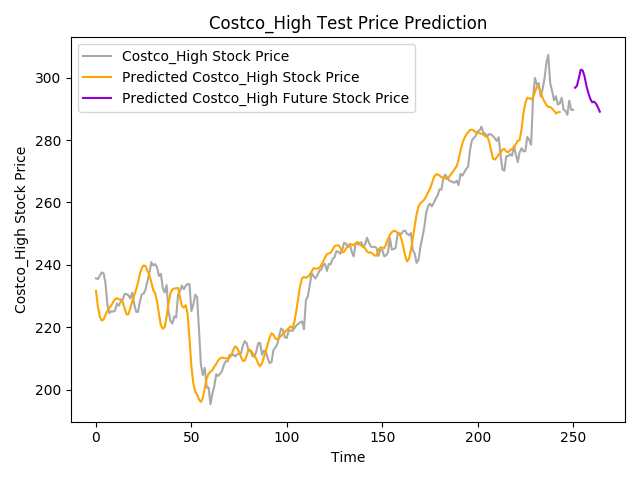 Costco_High Test Price Prediction
Costco_High Stock Price
Predicted Costco_High Stock Price
Predicted Costco_High Future Stock Price
Costco_High Stock Price
300
280
260
240
220
200
0 50 100 150 200 250
Time